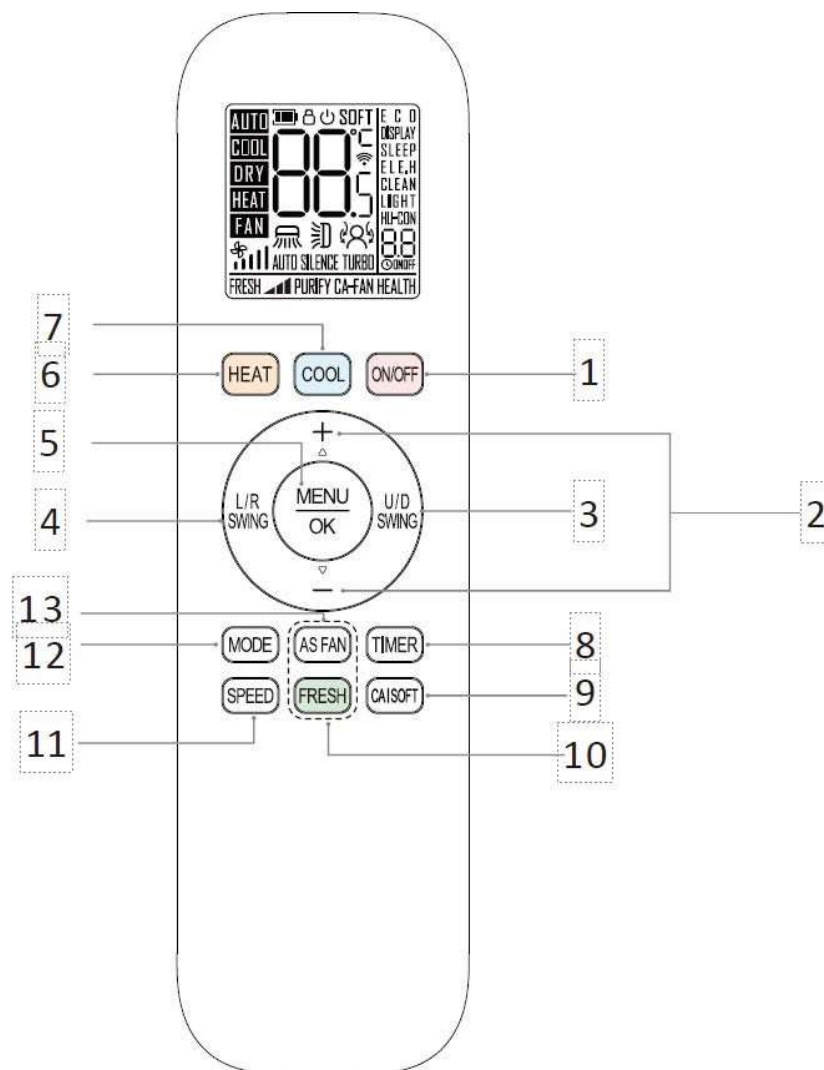 AUTO SOFT E C O
DISPLAY
COOL 88.5 °C SLEEP
ELE.H
DRY CLEAN
HEAT LIGHT
HU-CON
FAN 8.8
AUTO SILENCE TURBO ON/OFF
FRESH PURIFY CA-FAN HEALTH
7
6 HEAT COOL ON/OFF 1
+
5
4 L/R SWING MENU OK U/D SWING 3 2
−
13
12 MODE AS FAN TIMER 8
SPEED FRESH CAISOFT 9
11 10